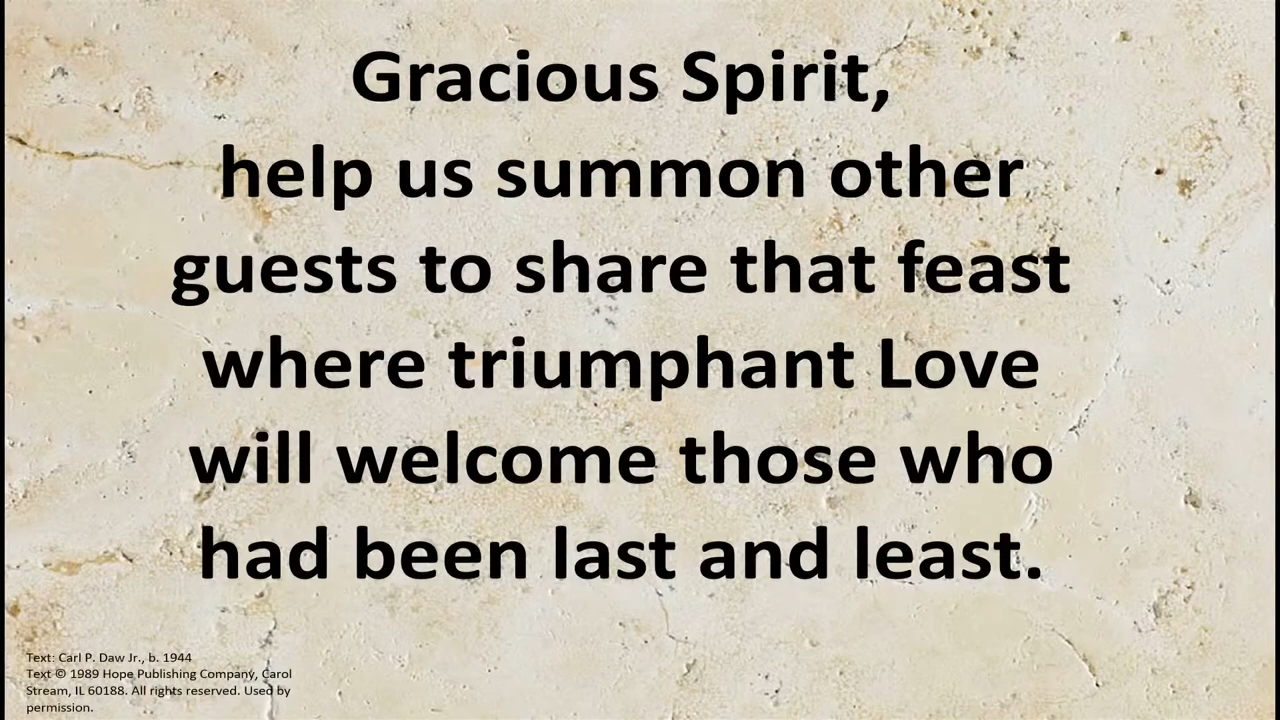 Gracious Spirit,
help us summon other
guests to share that feast
where triumphant Love
will welcome those who
had been last and least.
Text: Carl P. Daw Jr., b. 1944
Text © 1989 Hope Publishing Company, Carol
Stream, IL 60188. All rights reserved. Used by
permission.